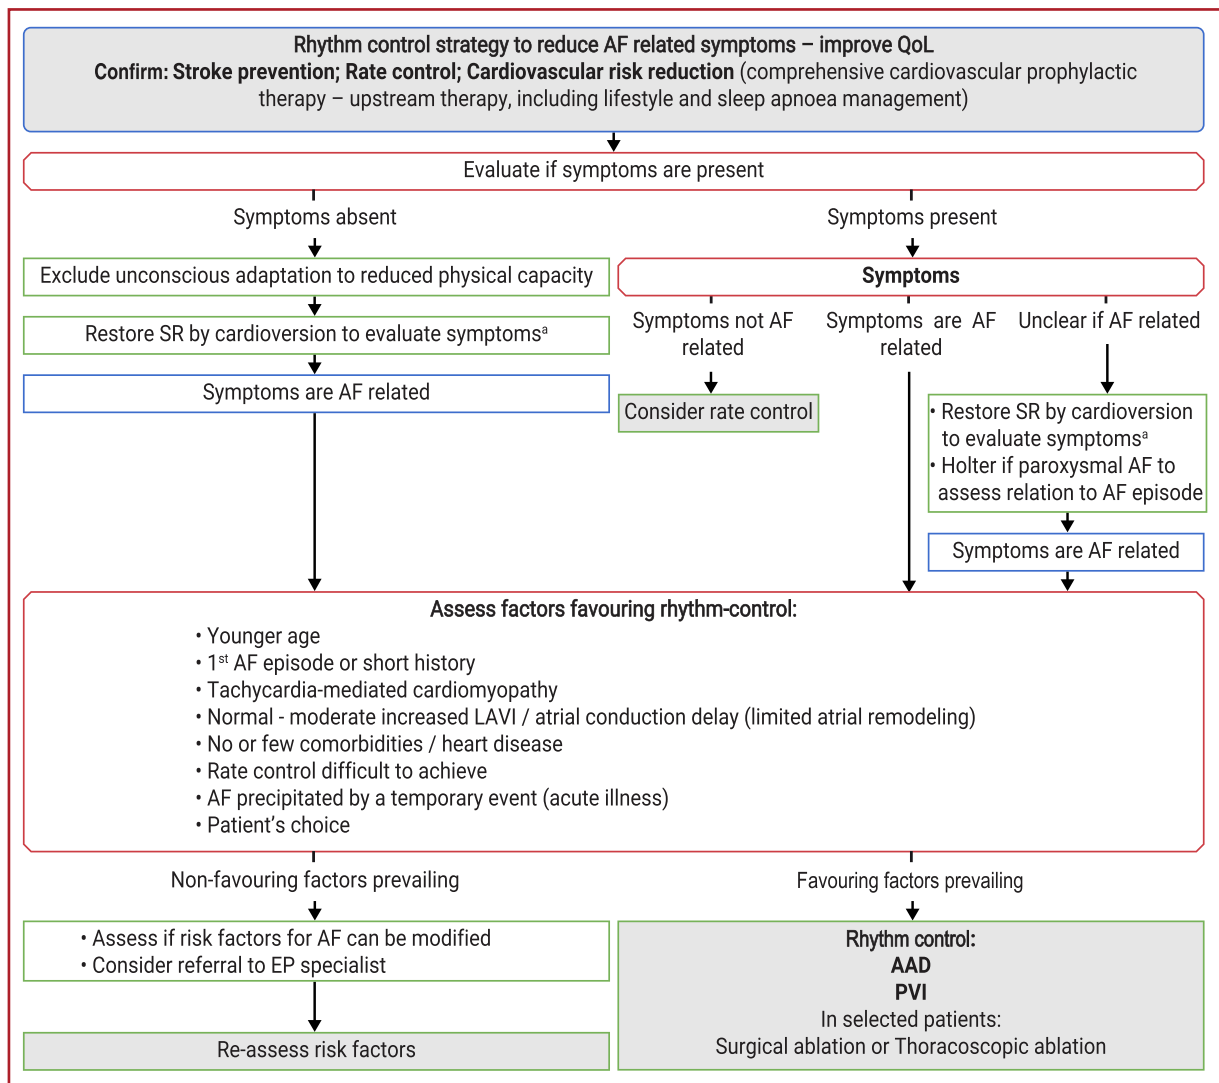 Rhythm control strategy to reduce AF related symptoms – improve QoL
Confirm: Stroke prevention; Rate control; Cardiovascular risk reduction (comprehensive cardiovascular prophylactic
therapy – upstream therapy, including lifestyle and sleep apnoea management)
Evaluate if symptoms are present
Symptoms absent
Symptoms present
Exclude unconscious adaptation to reduced physical capacity
Restore SR by cardioversion to evaluate symptomsᵃ
Symptoms are AF related
Symptoms
Symptoms not AF
related
Symptoms are AF
related
Unclear if AF related
Consider rate control
• Restore SR by cardioversion
to evaluate symptomsᵃ
• Holter if paroxysmal AF to
assess relation to AF episode
Symptoms are AF related
Assess factors favouring rhythm-control:
• Younger age
• 1ˢᵗ AF episode or short history
• Tachycardia-mediated cardiomyopathy
• Normal - moderate increased LAVI / atrial conduction delay (limited atrial remodeling)
• No or few comorbidities / heart disease
• Rate control difficult to achieve
• AF precipitated by a temporary event (acute illness)
• Patient’s choice
Non-favouring factors prevailing
Favouring factors prevailing
• Assess if risk factors for AF can be modified
• Consider referral to EP specialist
Re-assess risk factors
Rhythm control:
AAD
PVI
In selected patients:
Surgical ablation or Thoracoscopic ablation